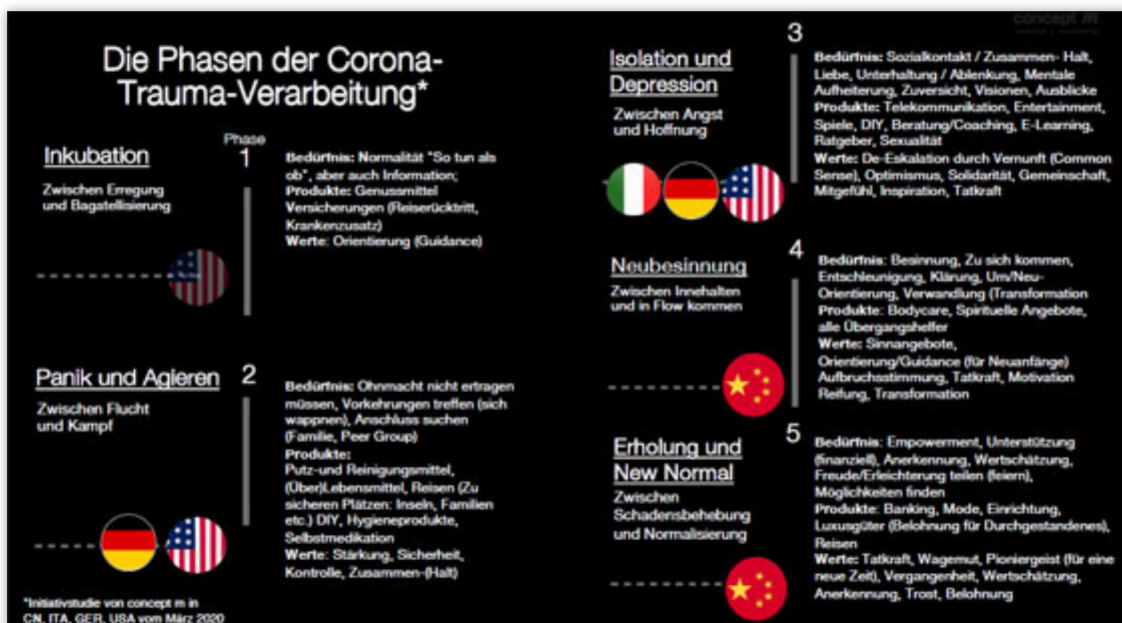 concept m
Die Phasen der Corona-
Trauma-Verarbeitung*
Phase
1
Inkubation
Zwischen Erregung
und Bagatellisierung
Bedürfnis: Normalität "So tun als
ob", aber auch Information;
Produkte: Genussmittel
Versicherungen (Reiserücktritt,
Krankenzusatz)
Werte: Orientierung (Guidance)
Panik und Agieren
2
Zwischen Flucht
und Kampf
Bedürfnis: Ohnmacht nicht ertragen
müssen, Vorkehrungen treffen (sich
wappnen), Anschluss suchen
(Familie, Peer Group)
Produkte:
Putz-und Reinigungsmittel,
(Über)Lebensmittel, Reisen (Zu
sicheren Plätzen: Inseln, Familien
etc.) DIY, Hygieneprodukte,
Selbstmedikation
Werte: Stärkung, Sicherheit,
Kontrolle, Zusammen-(Halt)
*Initiativstudie von concept m in
CN, ITA, GER, USA vom März 2020
3
Isolation und
Depression
Zwischen Angst
und Hoffnung
Bedürfnis: Sozialkontakt / Zusammen- Halt,
Liebe, Unterhaltung / Ablenkung, Mentale
Aufheiterung, Zuversicht, Visionen, Ausblicke
Produkte: Telekommunikation, Entertainment,
Spiele, DIY, Beratung/Coaching, E-Learning,
Ratgeber, Sexualität
Werte: De-Eskalation durch Vernunft (Common
Sense), Optimismus, Solidarität, Gemeinschaft,
Mitgefühl, Inspiration, Tatkraft
4
Neubesinnung
Zwischen Innehalten
und in Flow kommen
Bedürfnis: Besinnung, Zu sich kommen,
Entschleunigung, Klärung, Um/Neu-
Orientierung, Verwandlung (Transformation
Produkte: Bodycare, Spirituelle Angebote,
alle Übergangshelfer
Werte: Sinnangebote,
Orientierung/Guidance (für Neuanfänge)
Aufbruchsstimmung, Tatkraft, Motivation
Reifung, Transformation
5
Erholung und
New Normal
Zwischen
Schadensbehebung
und Normalisierung
Bedürfnis: Empowerment, Unterstützung
(finanziell), Anerkennung, Wertschätzung,
Freude/Erleichterung teilen (feiern),
Möglichkeiten finden
Produkte: Banking, Mode, Einrichtung,
Luxusgüter (Belohnung für Durchgestandenes),
Reisen
Werte: Tatkraft, Wagemut, Pioniergeist (für eine
neue Zeit), Vergangenheit, Wertschätzung,
Anerkennung, Trost, Belohnung